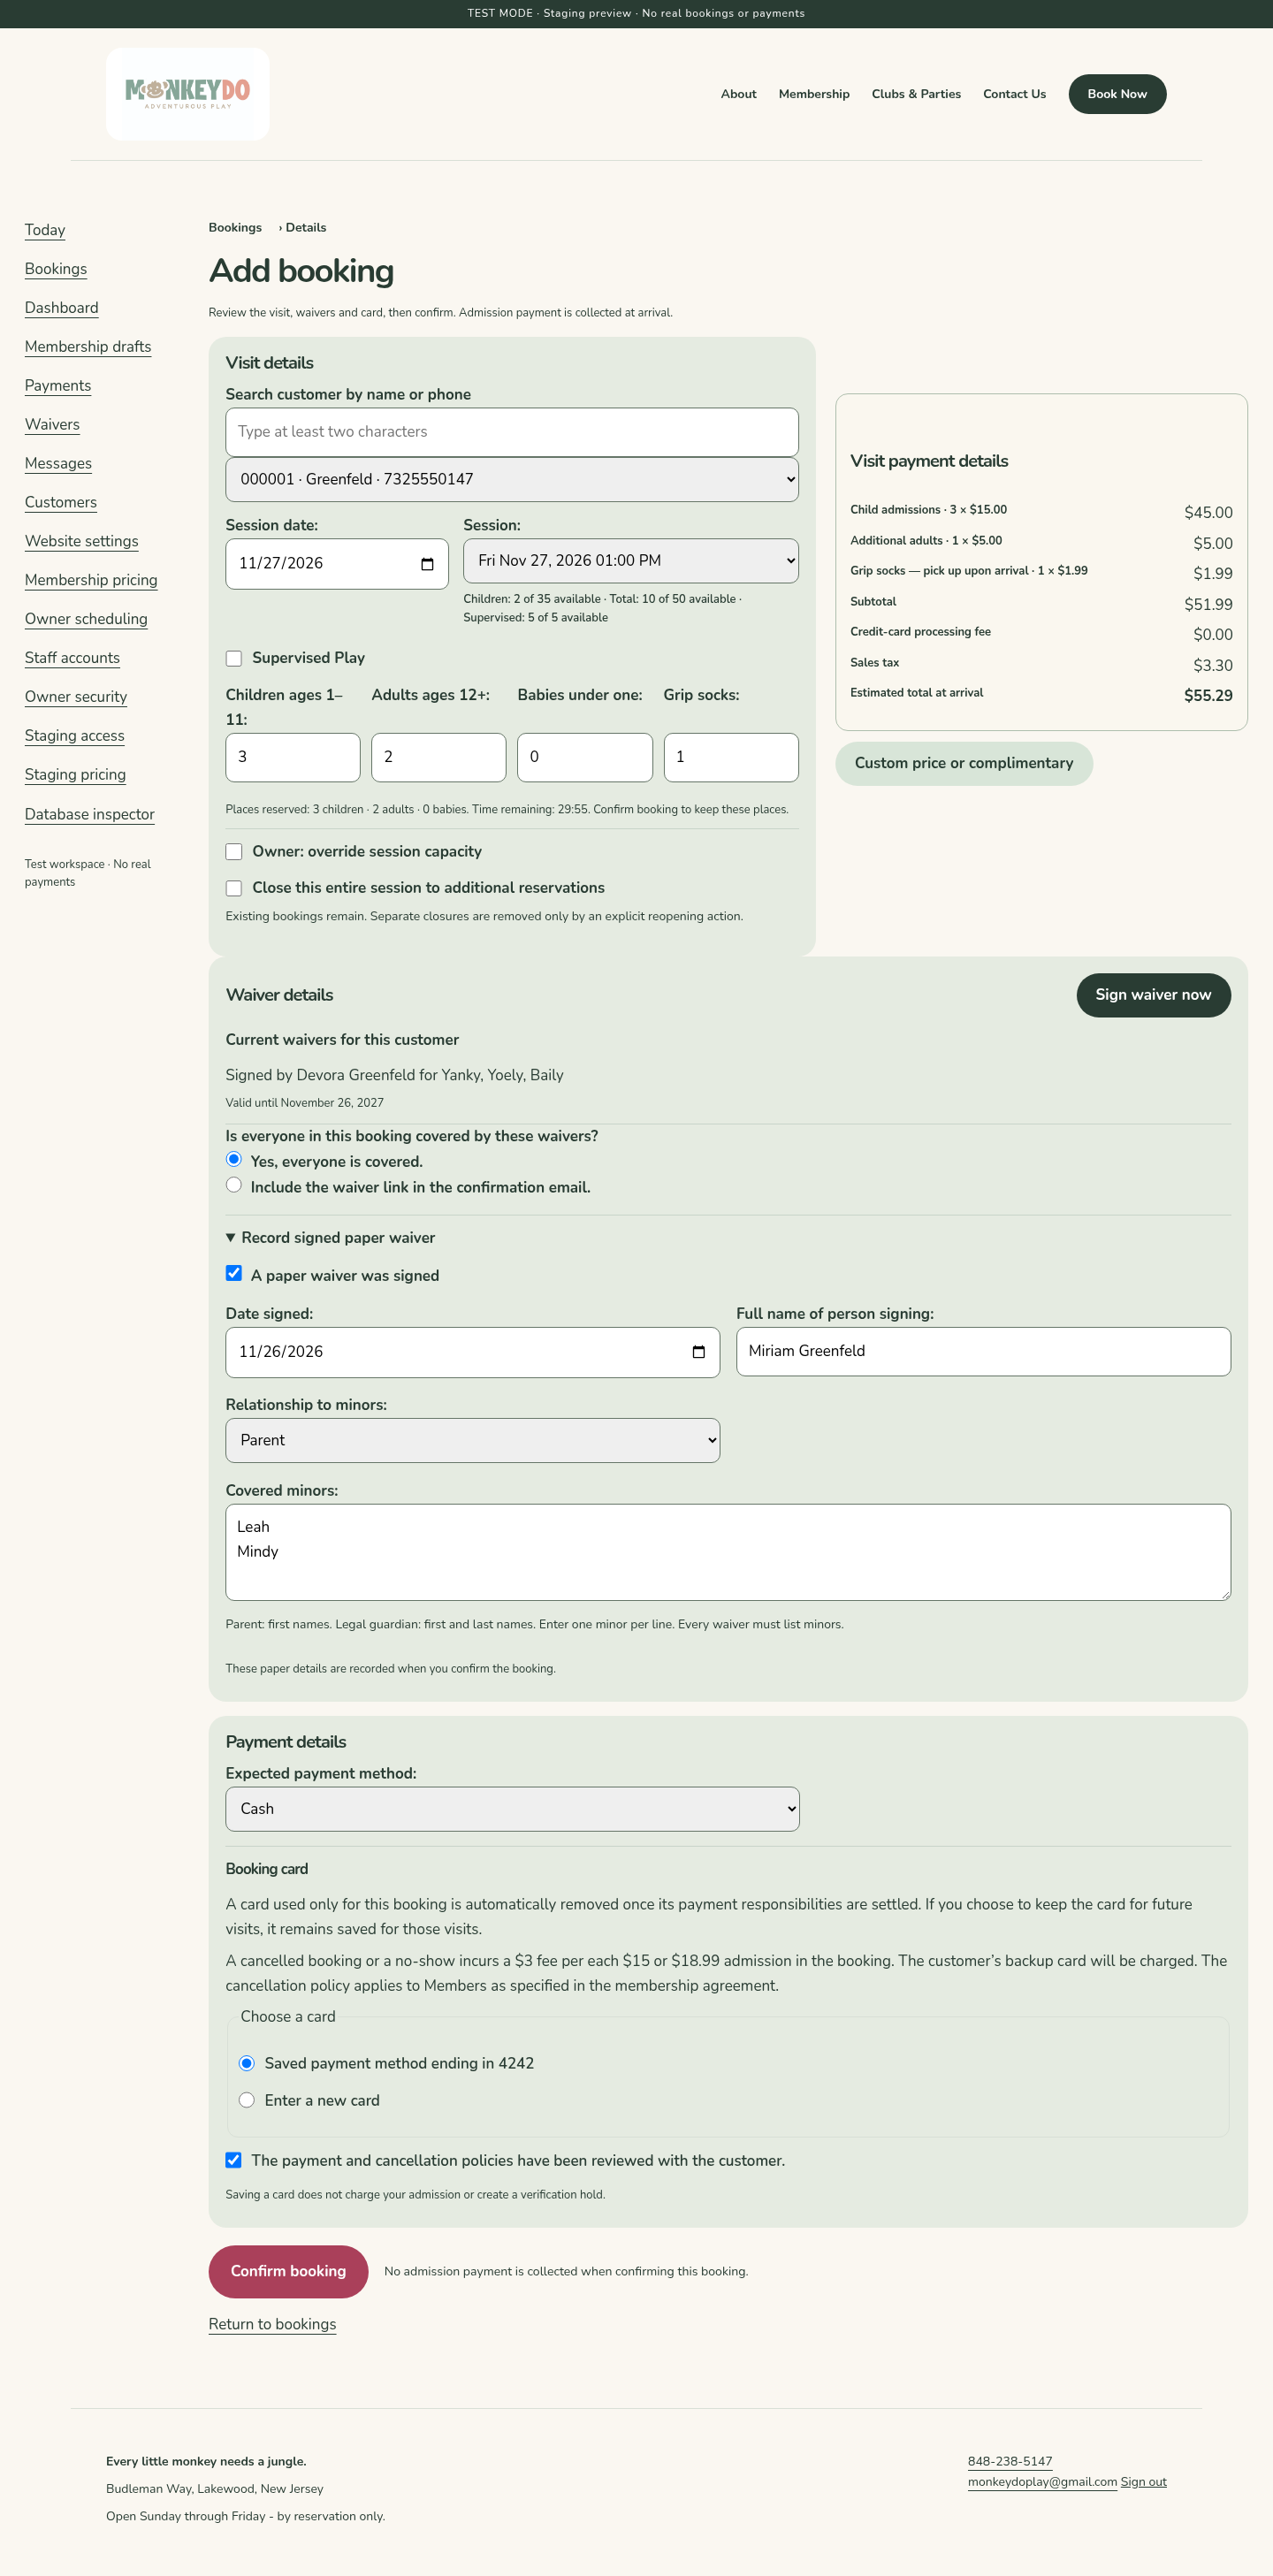 TEST MODE · Staging preview · No real bookings or payments
MONKEYDO
ADVENTUROUS PLAY
About
Membership
Clubs & Parties
Contact Us
Book Now
Today
Bookings
Dashboard
Membership drafts
Payments
Waivers
Messages
Customers
Website settings
Membership pricing
Owner scheduling
Staff accounts
Owner security
Staging access
Staging pricing
Database inspector
Test workspace · No real
payments
Bookings › Details
Add booking
Review the visit, waivers and card, then confirm. Admission payment is collected at arrival.
Visit details
Search customer by name or phone
Type at least two characters
000001 · Greenfeld · 7325550147
Session date:
11/27/2026
Session:
Fri Nov 27, 2026 01:00 PM
Children: 2 of 35 available · Total: 10 of 50 available ·
Supervised: 5 of 5 available
Supervised Play
Children ages 1–
11:
3
Adults ages 12+:
2
Babies under one:
0
Grip socks:
1
Places reserved: 3 children · 2 adults · 0 babies. Time remaining: 29:55. Confirm booking to keep these places.
Owner: override session capacity
Close this entire session to additional reservations
Existing bookings remain. Separate closures are removed only by an explicit reopening action.
Visit payment details
Child admissions · 3 × $15.00 $45.00
Additional adults · 1 × $5.00 $5.00
Grip socks — pick up upon arrival · 1 × $1.99 $1.99
Subtotal $51.99
Credit-card processing fee $0.00
Sales tax $3.30
Estimated total at arrival $55.29
Custom price or complimentary
Waiver details
Sign waiver now
Current waivers for this customer
Signed by Devora Greenfeld for Yanky, Yoely, Baily
Valid until November 26, 2027
Is everyone in this booking covered by these waivers?
Yes, everyone is covered.
Include the waiver link in the confirmation email.
Record signed paper waiver
A paper waiver was signed
Date signed:
11/26/2026
Full name of person signing:
Miriam Greenfeld
Relationship to minors:
Parent
Covered minors:
Leah
Mindy
Parent: first names. Legal guardian: first and last names. Enter one minor per line. Every waiver must list minors.
These paper details are recorded when you confirm the booking.
Payment details
Expected payment method:
Cash
Booking card
A card used only for this booking is automatically removed once its payment responsibilities are settled. If you choose to keep the card for future
visits, it remains saved for those visits.
A cancelled booking or a no-show incurs a $3 fee per each $15 or $18.99 admission in the booking. The customer’s backup card will be charged. The
cancellation policy applies to Members as specified in the membership agreement.
Choose a card
Saved payment method ending in 4242
Enter a new card
The payment and cancellation policies have been reviewed with the customer.
Saving a card does not charge your admission or create a verification hold.
Confirm booking
No admission payment is collected when confirming this booking.
Return to bookings
Every little monkey needs a jungle.
Budleman Way, Lakewood, New Jersey
Open Sunday through Friday - by reservation only.
848-238-5147
monkeydoplay@gmail.com Sign out